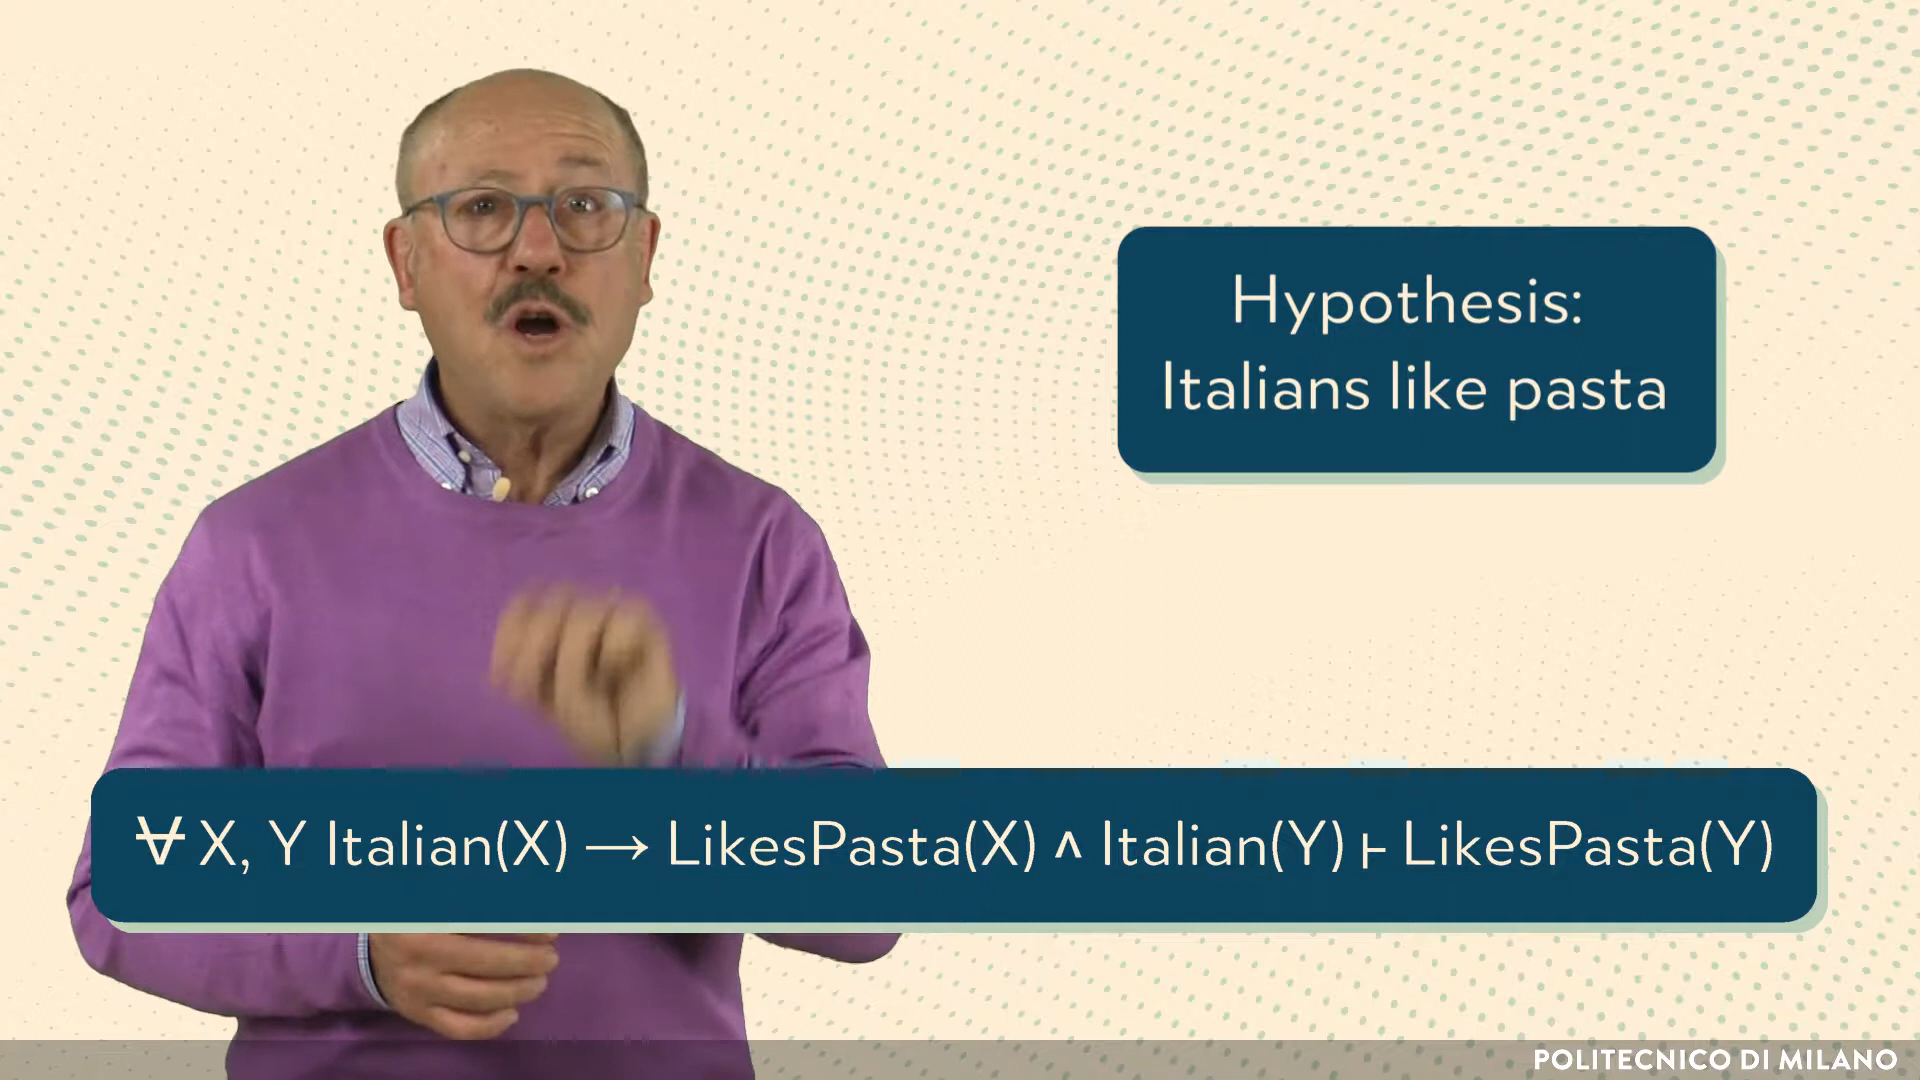 Hypothesis:
Italians like pasta
∀ X, Y Italian(X) → LikesPasta(X) ∧ Italian(Y) ⊢ LikesPasta(Y)
POLITECNICO DI MILANO